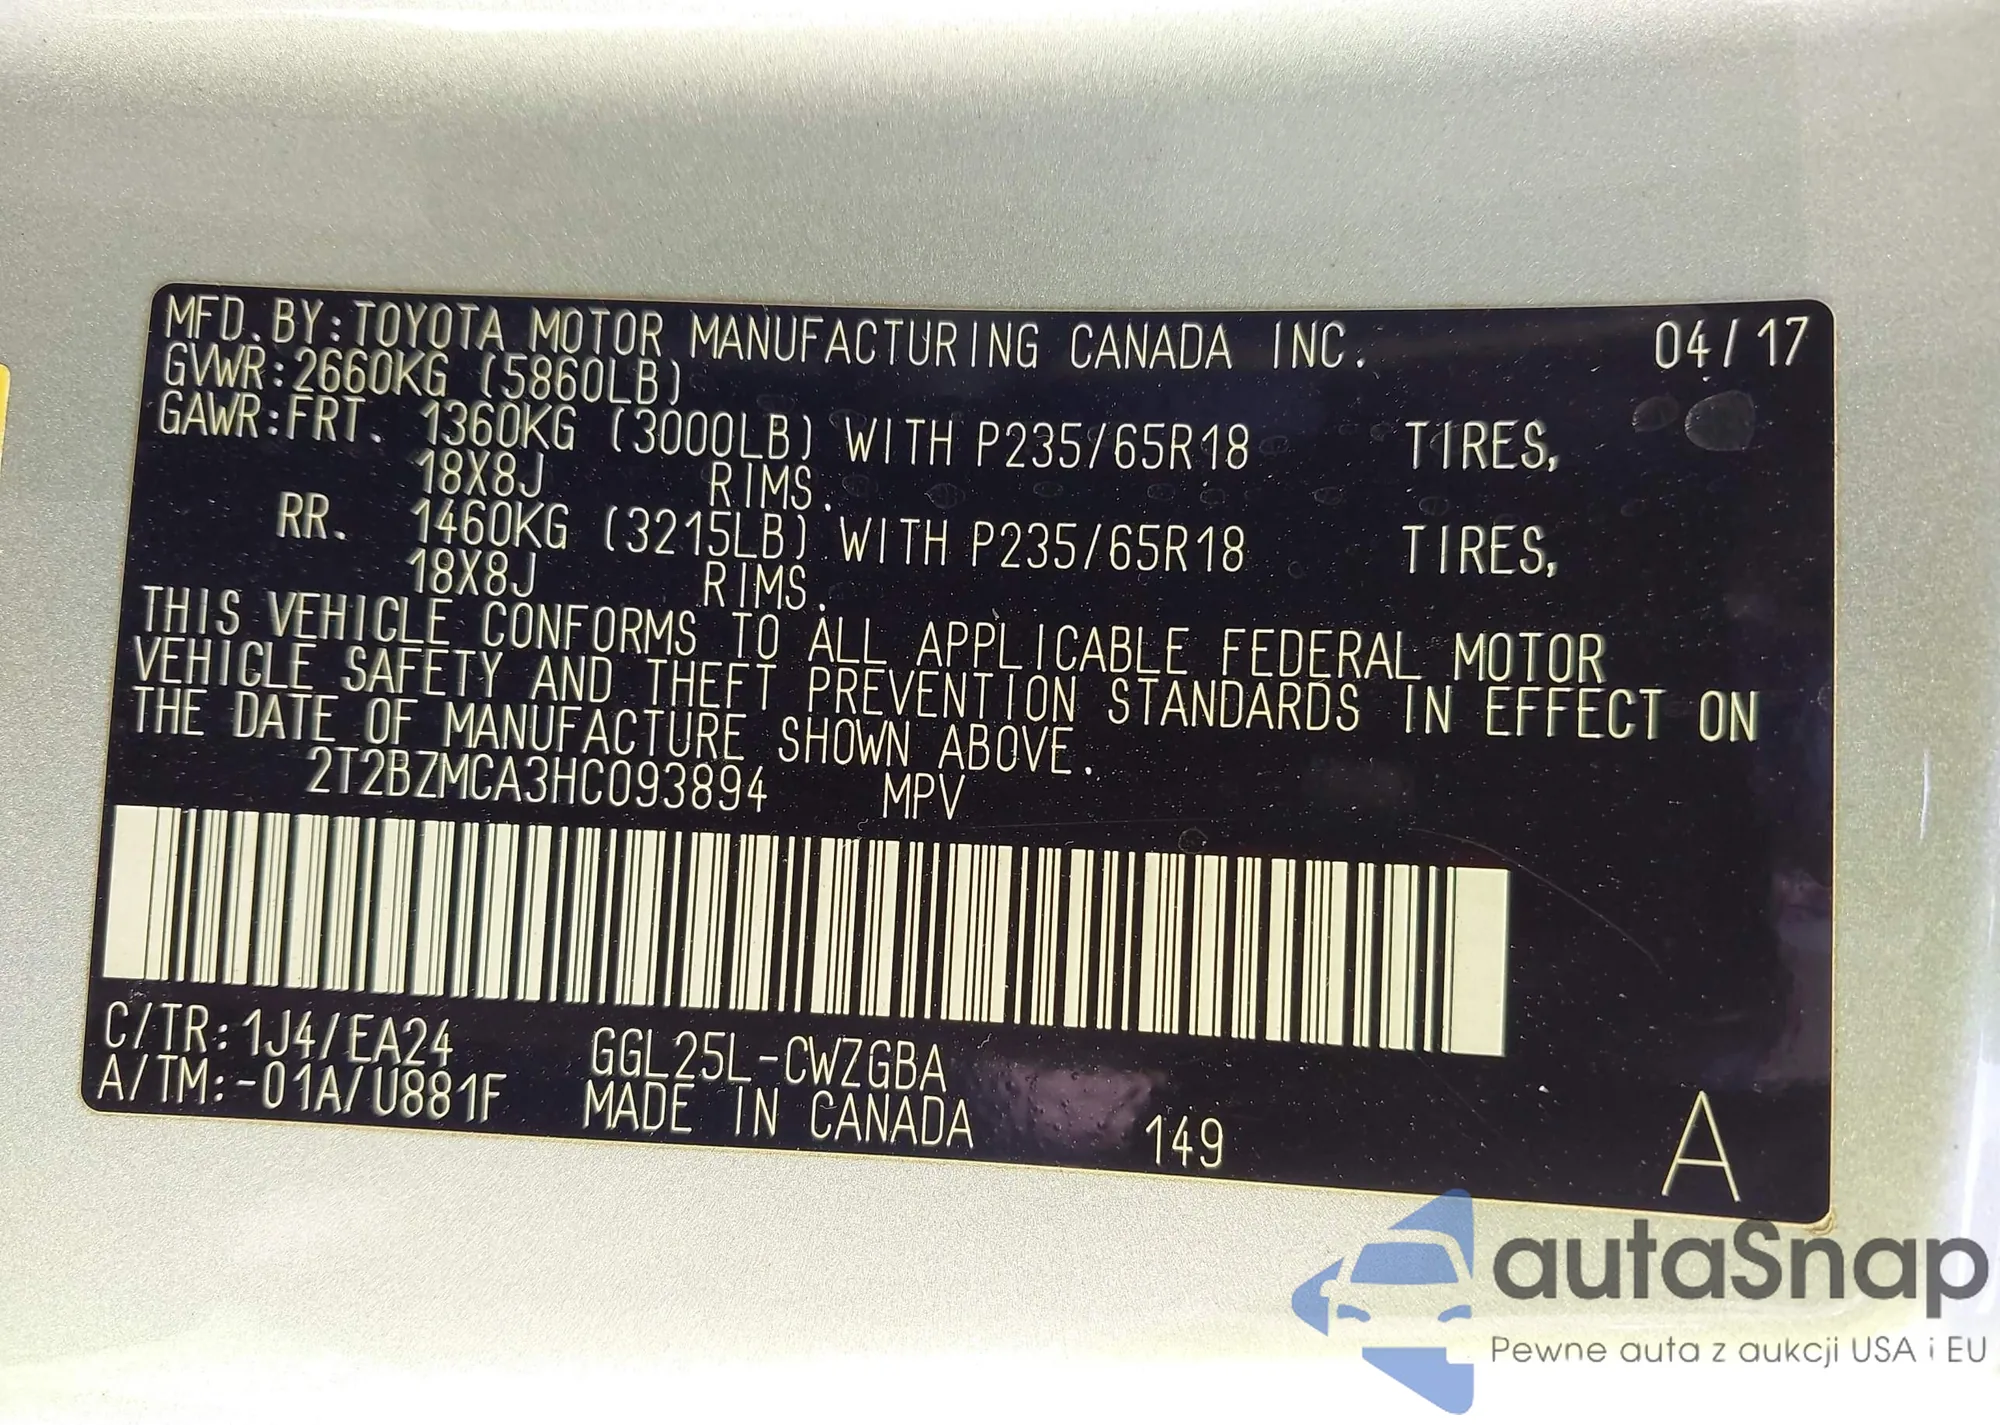 MFD. BY: TOYOTA MOTOR MANUFACTURING CANADA INC. 04/17
GVWR: 2660KG (5860LB)
GAWR: FRT. 1360KG (3000LB) WITH P235/65R18 TIRES,
18X8J RIMS.
RR. 1460KG (3215LB) WITH P235/65R18 TIRES,
18X8J RIMS.
THIS VEHICLE CONFORMS TO ALL APPLICABLE FEDERAL MOTOR
VEHICLE SAFETY AND THEFT PREVENTION STANDARDS IN EFFECT ON
THE DATE OF MANUFACTURE SHOWN ABOVE.
2T2BZMCA3HC093894 MPV
C/TR: 1J4/EA24 GGL25L-CWZGBA
A/TM: -01A/U881F MADE IN CANADA 149 A
autaSnap
Pewne auta z aukcji USA i EU